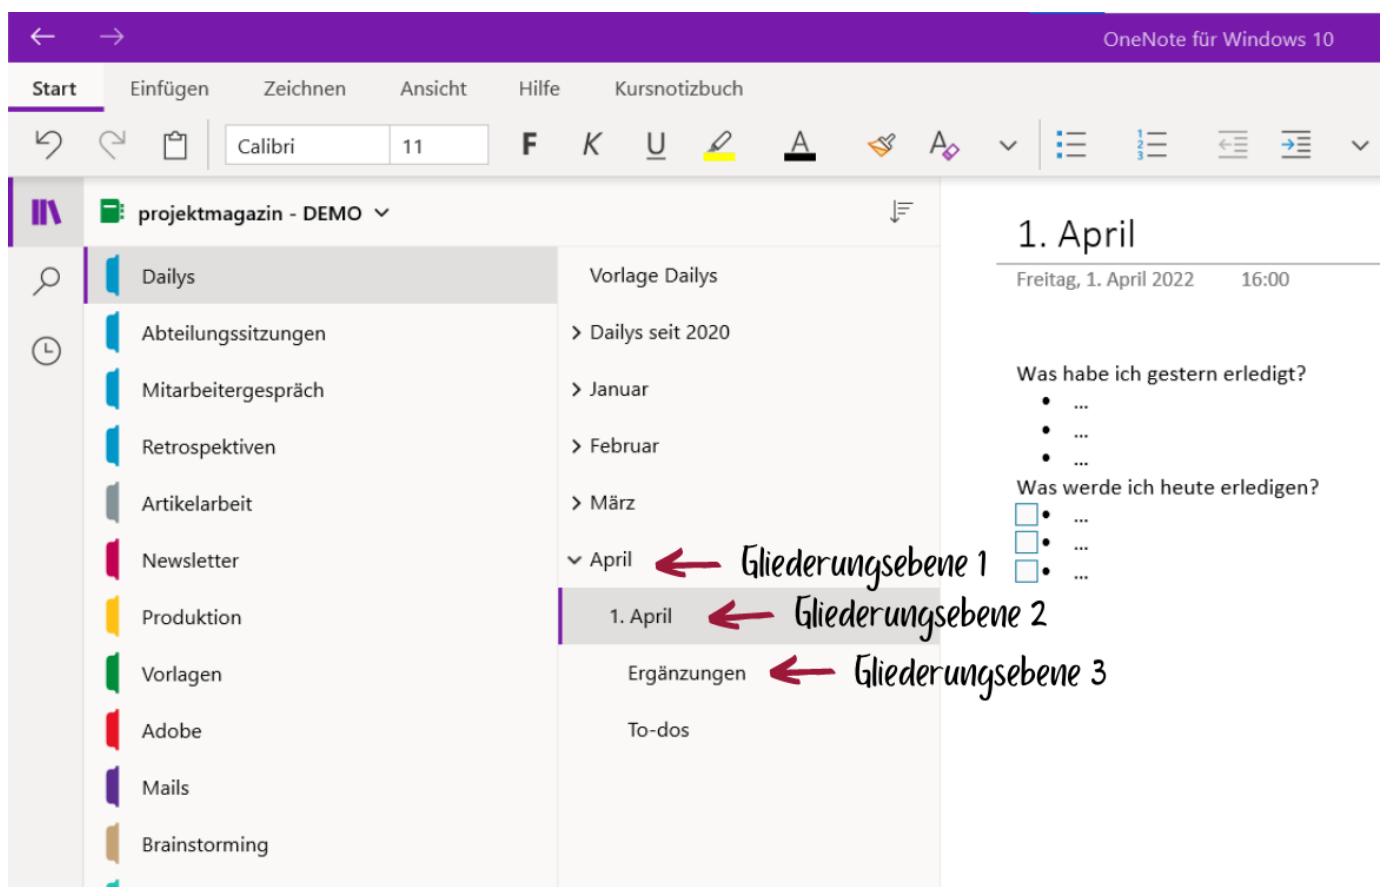 OneNote für Windows 10
Start Einfügen Zeichnen Ansicht Hilfe Kursnotizbuch
Calibri 11 F K U A A
projektmagazin - DEMO
Dailys
Abteilungssitzungen
Mitarbeitergespräch
Retrospektiven
Artikelarbeit
Newsletter
Produktion
Vorlagen
Adobe
Mails
Brainstorming
Vorlage Dailys
Dailys seit 2020
Januar
Februar
März
April
Gliederungsebene 1
1. April
Gliederungsebene 2
Ergänzungen
Gliederungsebene 3
To-dos
1. April
Freitag, 1. April 2022 16:00
Was habe ich gestern erledigt?
• ...
• ...
• ...
Was werde ich heute erledigen?
• ...
• ...
• ...